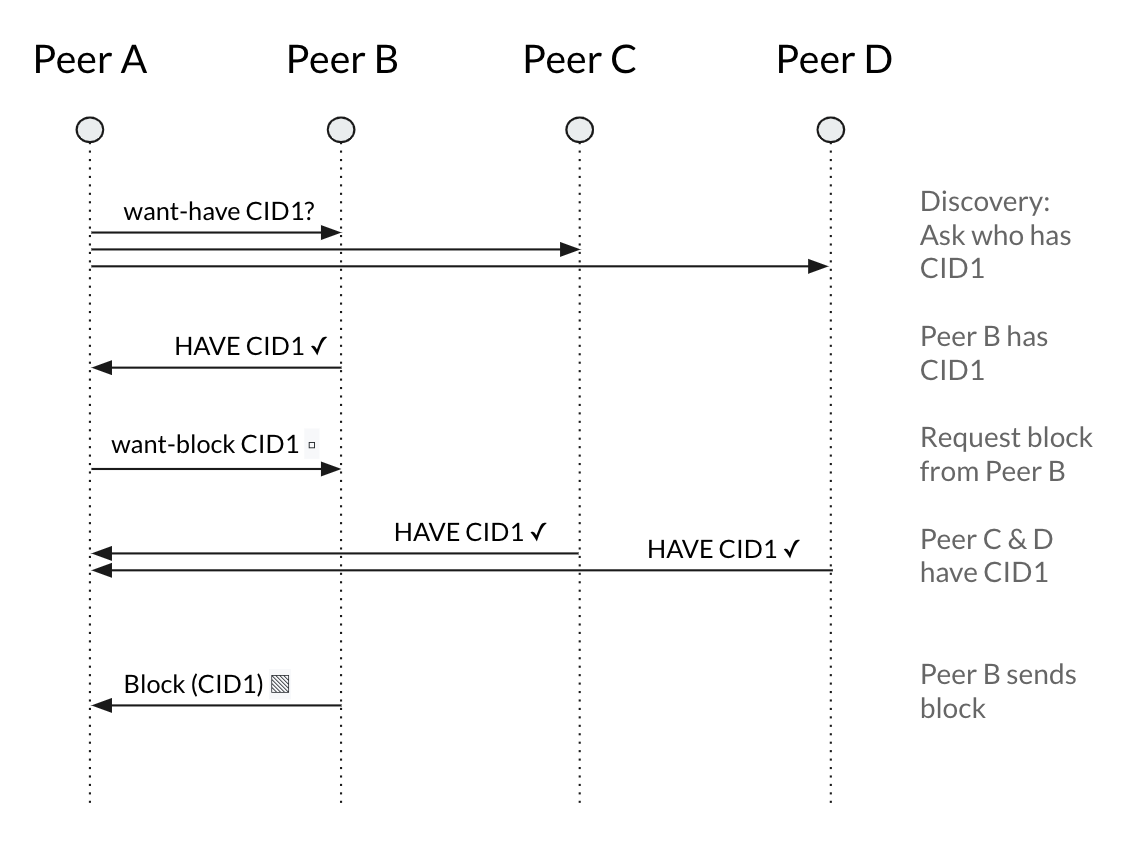 Peer A
Peer B
Peer C
Peer D
want-have CID1?
Discovery:
Ask who has
CID1
HAVE CID1 ✓
Peer B has
CID1
want-block CID1
Request block
from Peer B
HAVE CID1 ✓
HAVE CID1 ✓
Peer C & D
have CID1
Block (CID1) ▧
Peer B sends
block